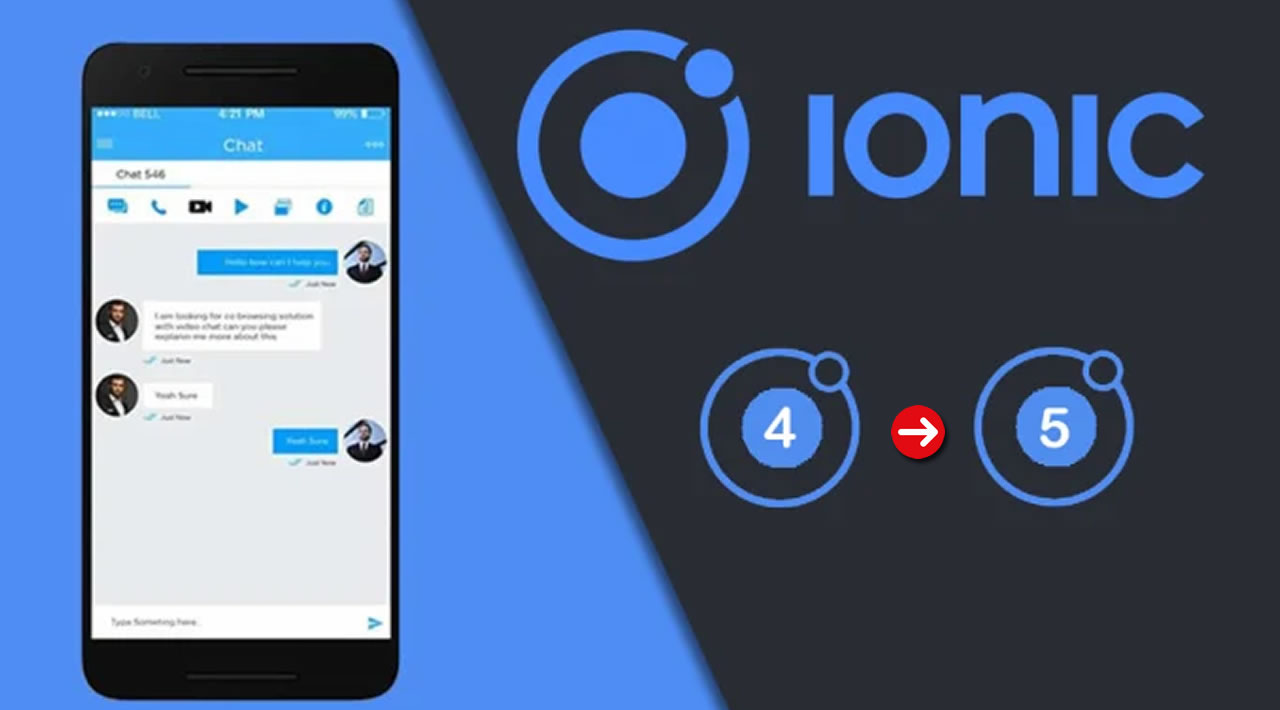 BELL 4:21 PM 99%
Chat
Chat 546
Hello how can I help you..
Just Now
I am looking for co browsing solution
with video chat can you please
explanin me more about this
Just Now
Yeah Sure
Just Now
Yeah Sure
Just Now
Type Something here..
ionic
4 5